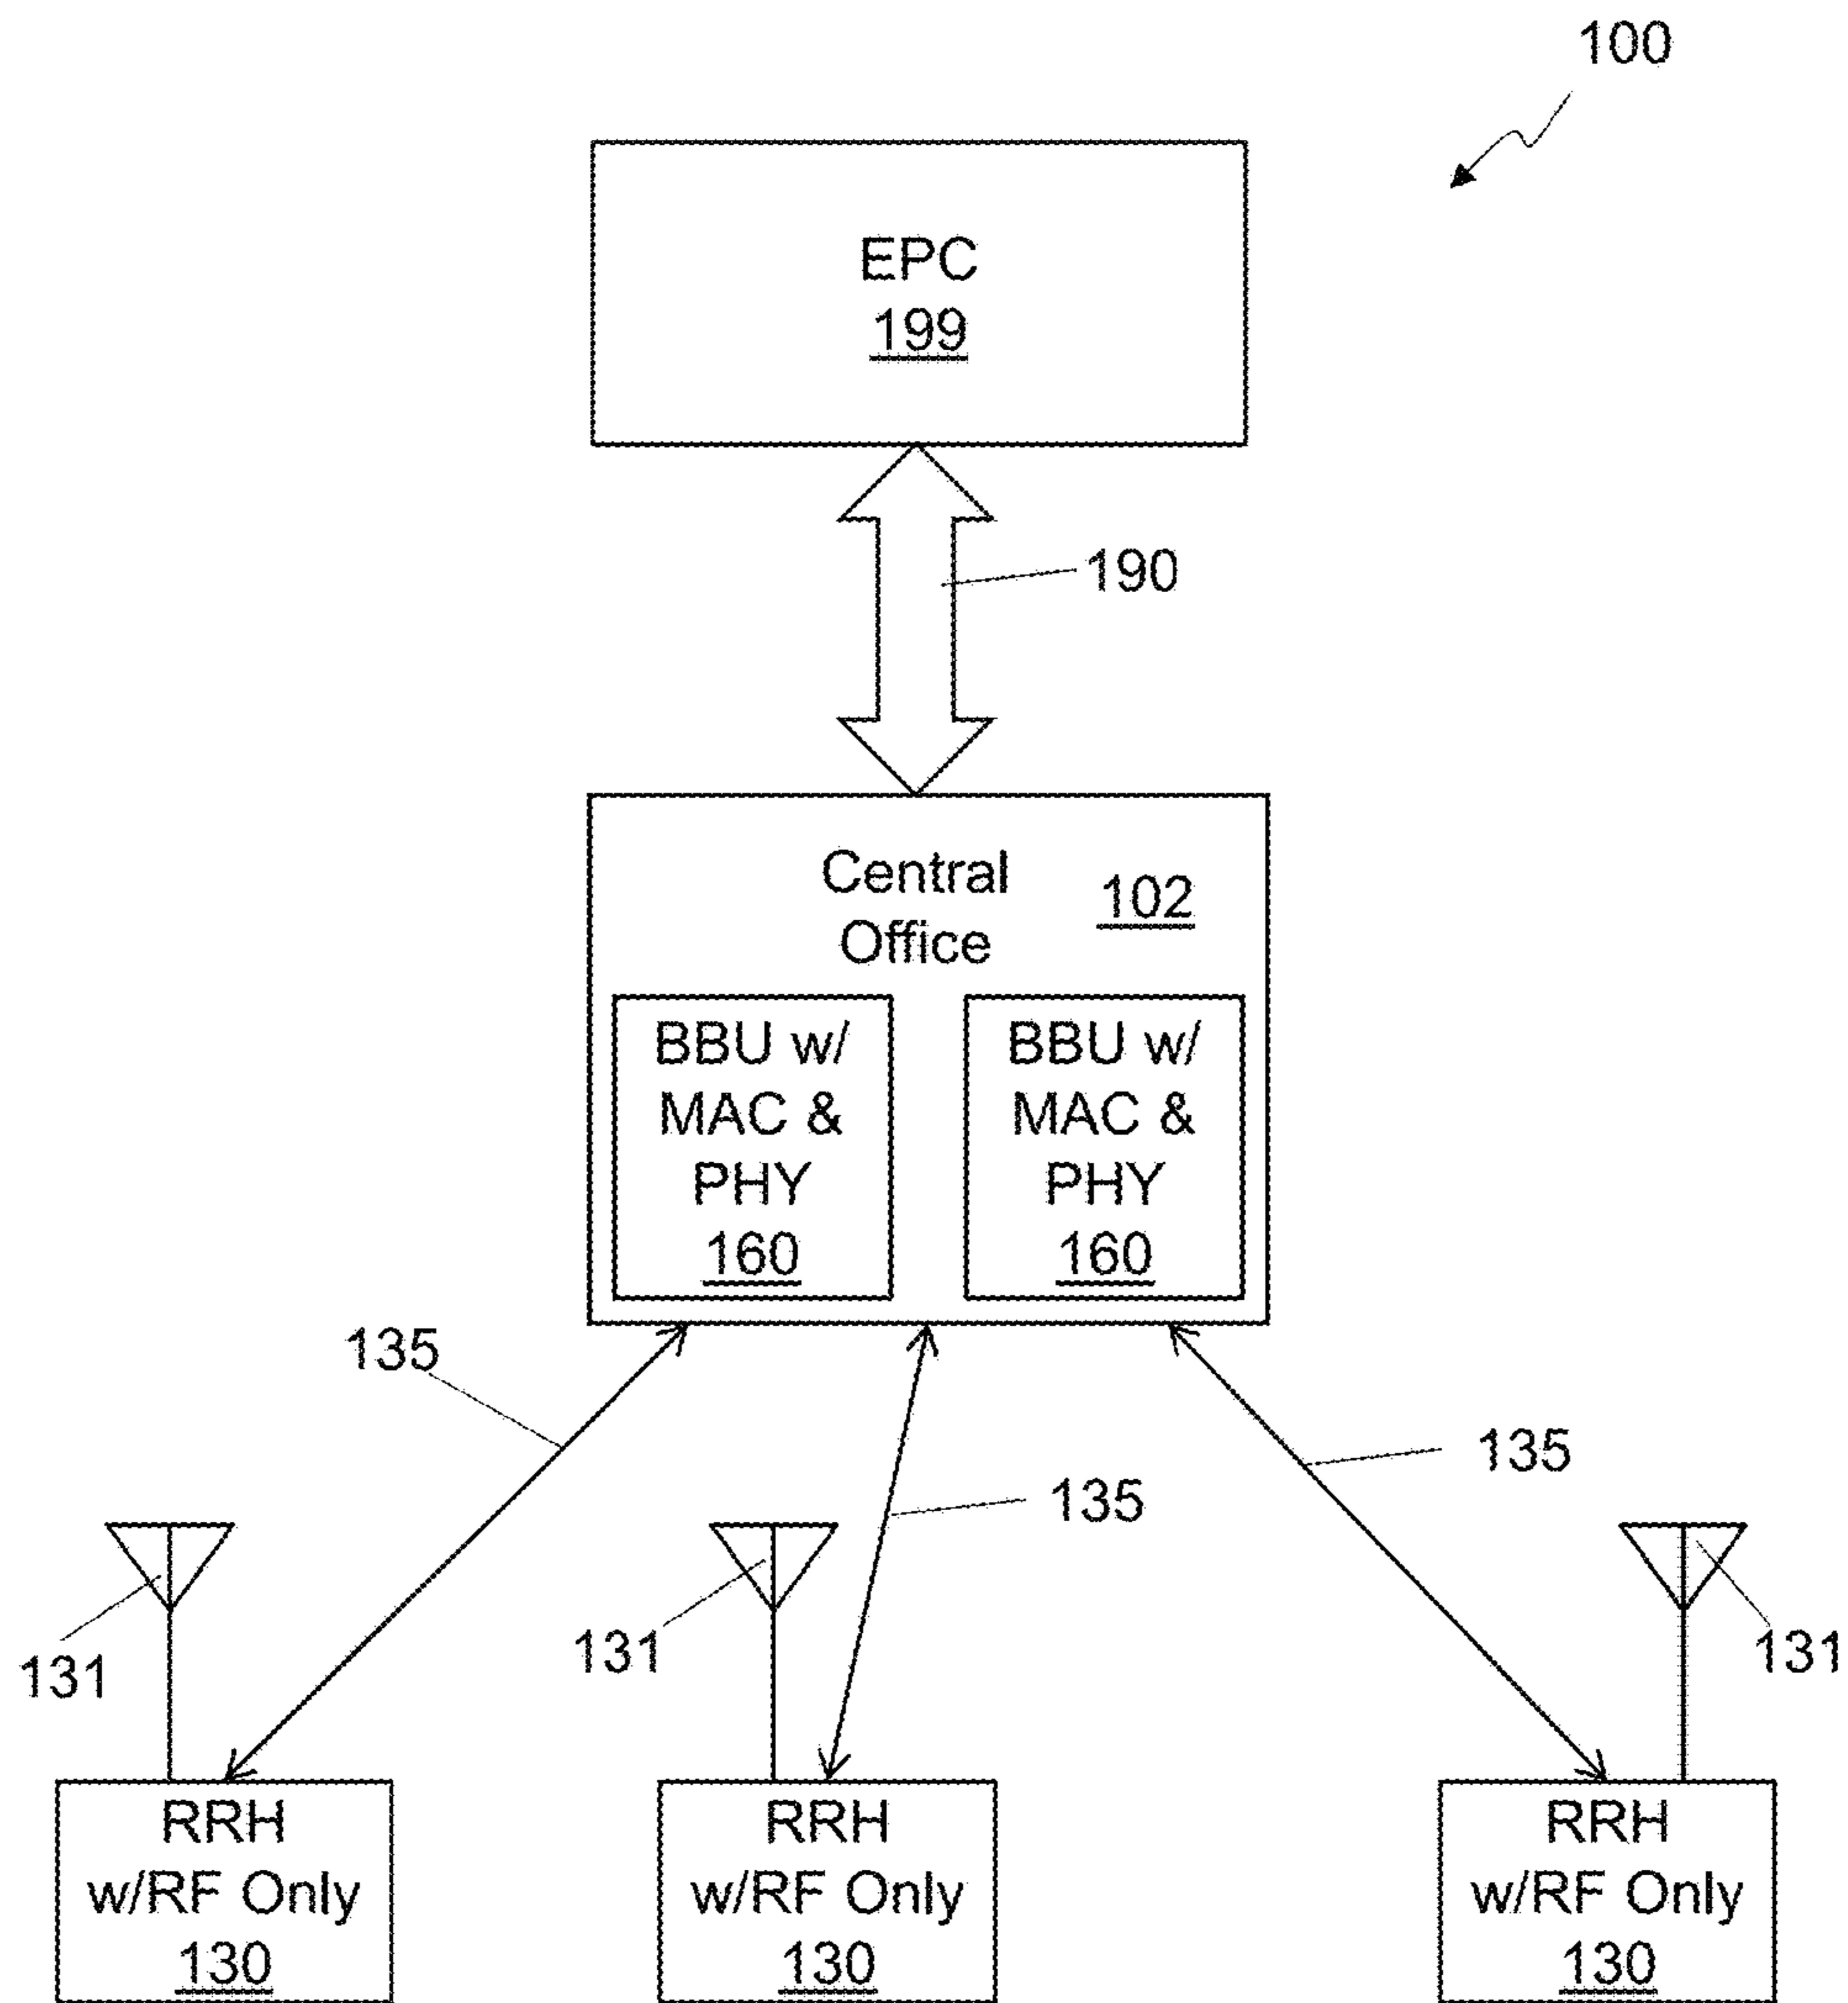 100
EPC
199
190
Central
Office
102
BBU w/
MAC &
PHY
160
BBU w/
MAC &
PHY
160
135
135
135
131
131
131
RRH
w/RF Only
130
RRH
w/RF Only
130
RRH
w/RF Only
130